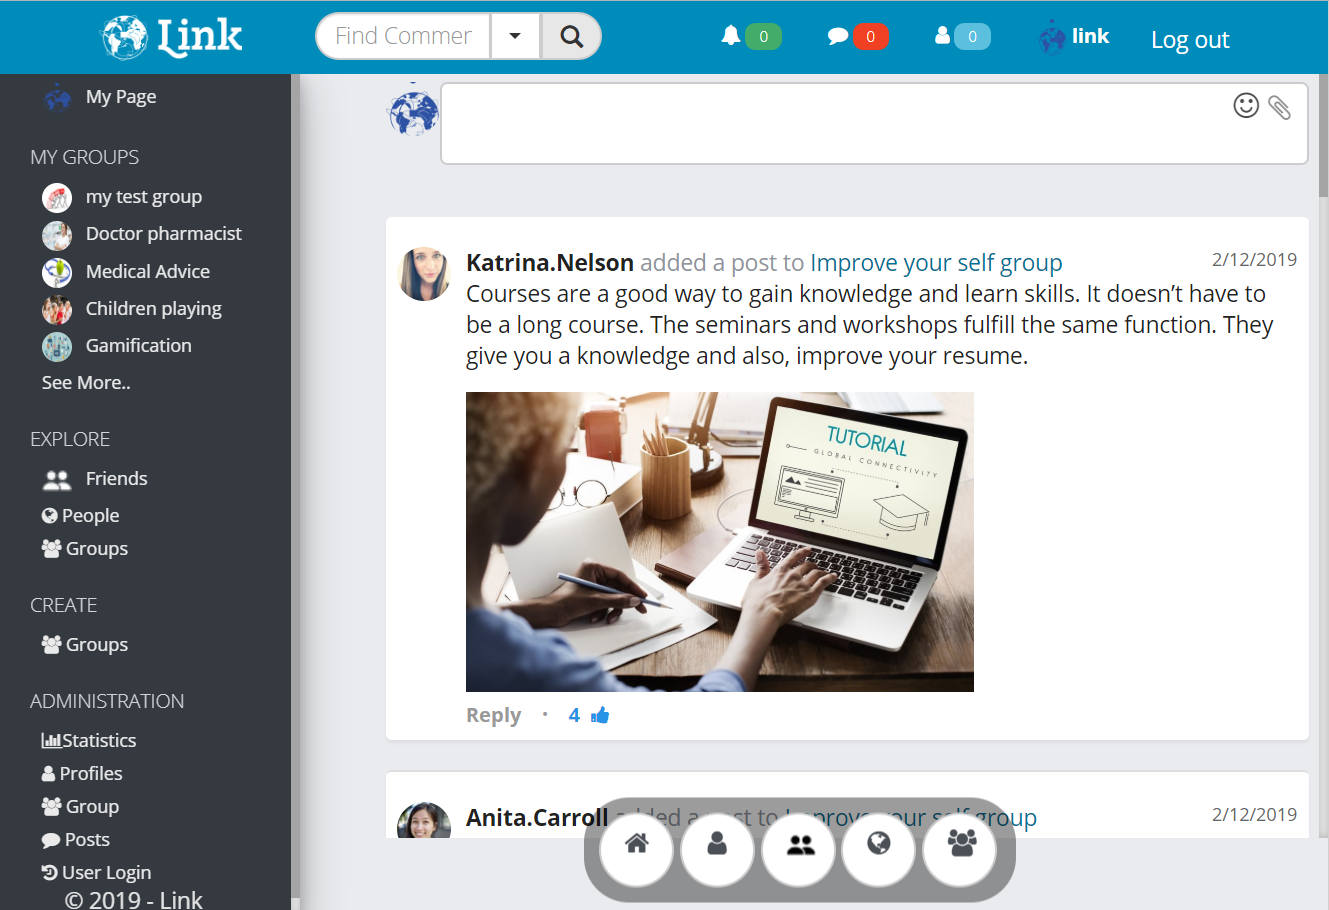 Link
Find Commer
0
0
0
link
Log out
My Page
MY GROUPS
my test group
Doctor pharmacist
Medical Advice
Children playing
Gamification
See More..
EXPLORE
Friends
People
Groups
CREATE
Groups
ADMINISTRATION
Statistics
Profiles
Group
Posts
User Login
© 2019 - Link
Katrina.Nelson added a post to Improve your self group
2/12/2019
Courses are a good way to gain knowledge and learn skills. It doesn’t have to
be a long course. The seminars and workshops fulfill the same function. They
give you a knowledge and also, improve your resume.
TUTORIAL
GLOBAL CONNECTIVITY
Reply · 4
Anita.Carroll added a post to Improve your self group
2/12/2019